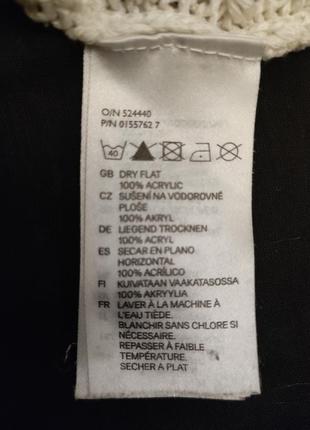 O/N 524440
P/N 0155762 7
40
GB DRY FLAT
100% ACRYLIC
CZ SUŠENÍ NA VODOROVNÉ
PLOŠE
100% AKRYL
DE LIEGEND TROCKNEN
100% ACRYL
ES SECAR EN PLANO
HORIZONTAL
100% ACRÍLICO
FI KUIVATAAN VAAKATASOSSA
100% AKRYYLIA
FR LAVER À LA MACHINE À
L'EAU TIÈDE.
BLANCHIR SANS CHLORE SI
NÉCESSAIRE.
REPASSER À FAIBLE
TEMPÉRATURE.
SECHER A PLAT